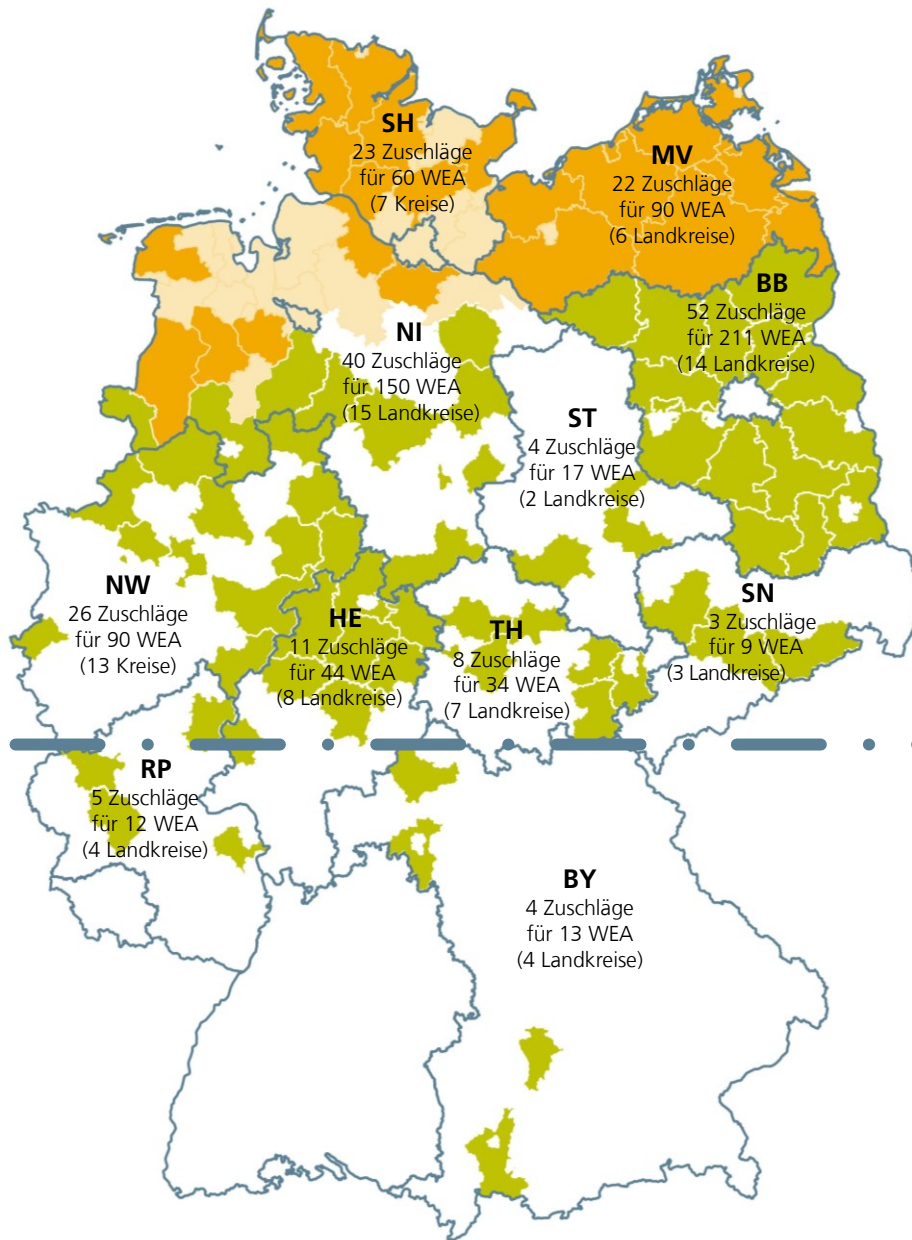 SH
23 Zuschläge
für 60 WEA
(7 Kreise)
MV
22 Zuschläge
für 90 WEA
(6 Landkreise)
BB
52 Zuschläge
für 211 WEA
(14 Landkreise)
NI
40 Zuschläge
für 150 WEA
(15 Landkreise)
ST
4 Zuschläge
für 17 WEA
(2 Landkreise)
NW
26 Zuschläge
für 90 WEA
(13 Kreise)
HE
11 Zuschläge
für 44 WEA
(8 Landkreise)
TH
8 Zuschläge
für 34 WEA
(7 Landkreise)
SN
3 Zuschläge
für 9 WEA
(3 Landkreise)
RP
5 Zuschläge
für 12 WEA
(4 Landkreise)
BY
4 Zuschläge
für 13 WEA
(4 Landkreise)